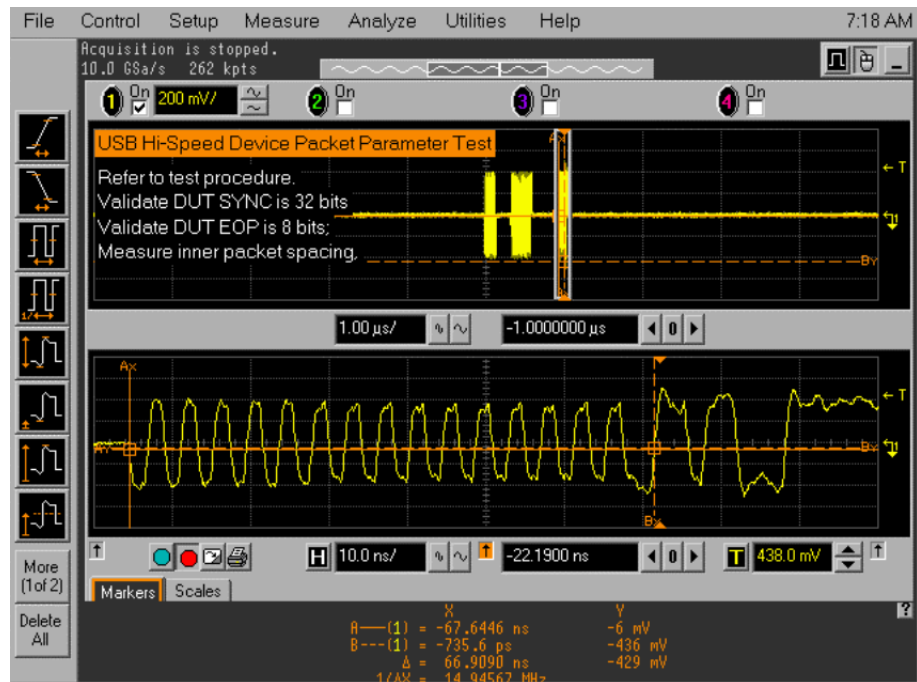 File Control Setup Measure Analyze Utilities Help 7:18 AM
Acquisition is stopped.
10.0 GSa/s 262 kpts
1 On 200 mV/ 2 On 3 On 4 On
USB Hi-Speed Device Packet Parameter Test
Refer to test procedure.
Validate DUT SYNC is 32 bits
Validate DUT EOP is 8 bits;
Measure inner packet spacing.
T
By
1.00 µs/ -1.0000000 µs 0
Ax
T
Ay By
Bx
H 10.0 ns/ -22.1900 ns 0 T 438.0 mV
More
(1 of 2)
Delete
All
Markers Scales
?
X Y
A---(1) = -67.6446 ns -6 mV
B---(1) = -735.6 ps -436 mV
Δ = 66.9090 ns -429 mV
1/ΔX = 14.94567 MHz